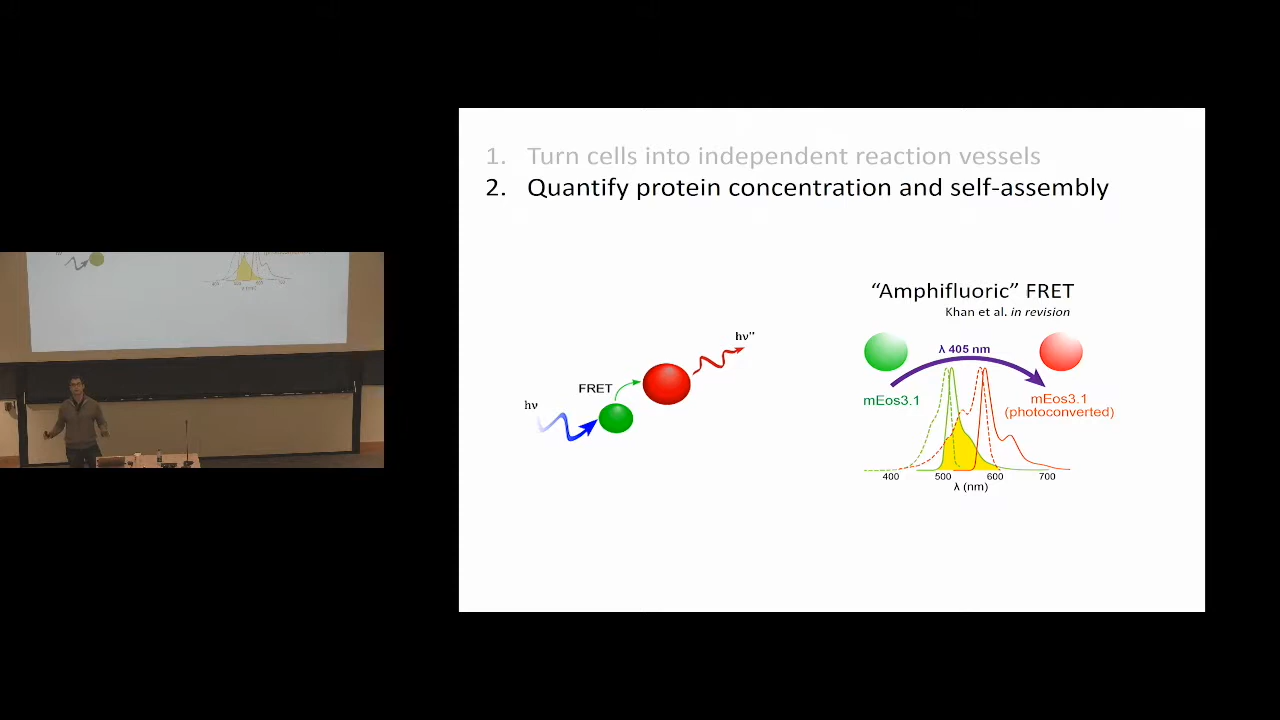 1. Turn cells into independent reaction vessels
2. Quantify protein concentration and self-assembly
“Amphifluoric” FRET
Khan et al. in revision
hν''
λ 405 nm
FRET
hν
mEos3.1
mEos3.1
(photoconverted)
400 500 600 700
λ (nm)